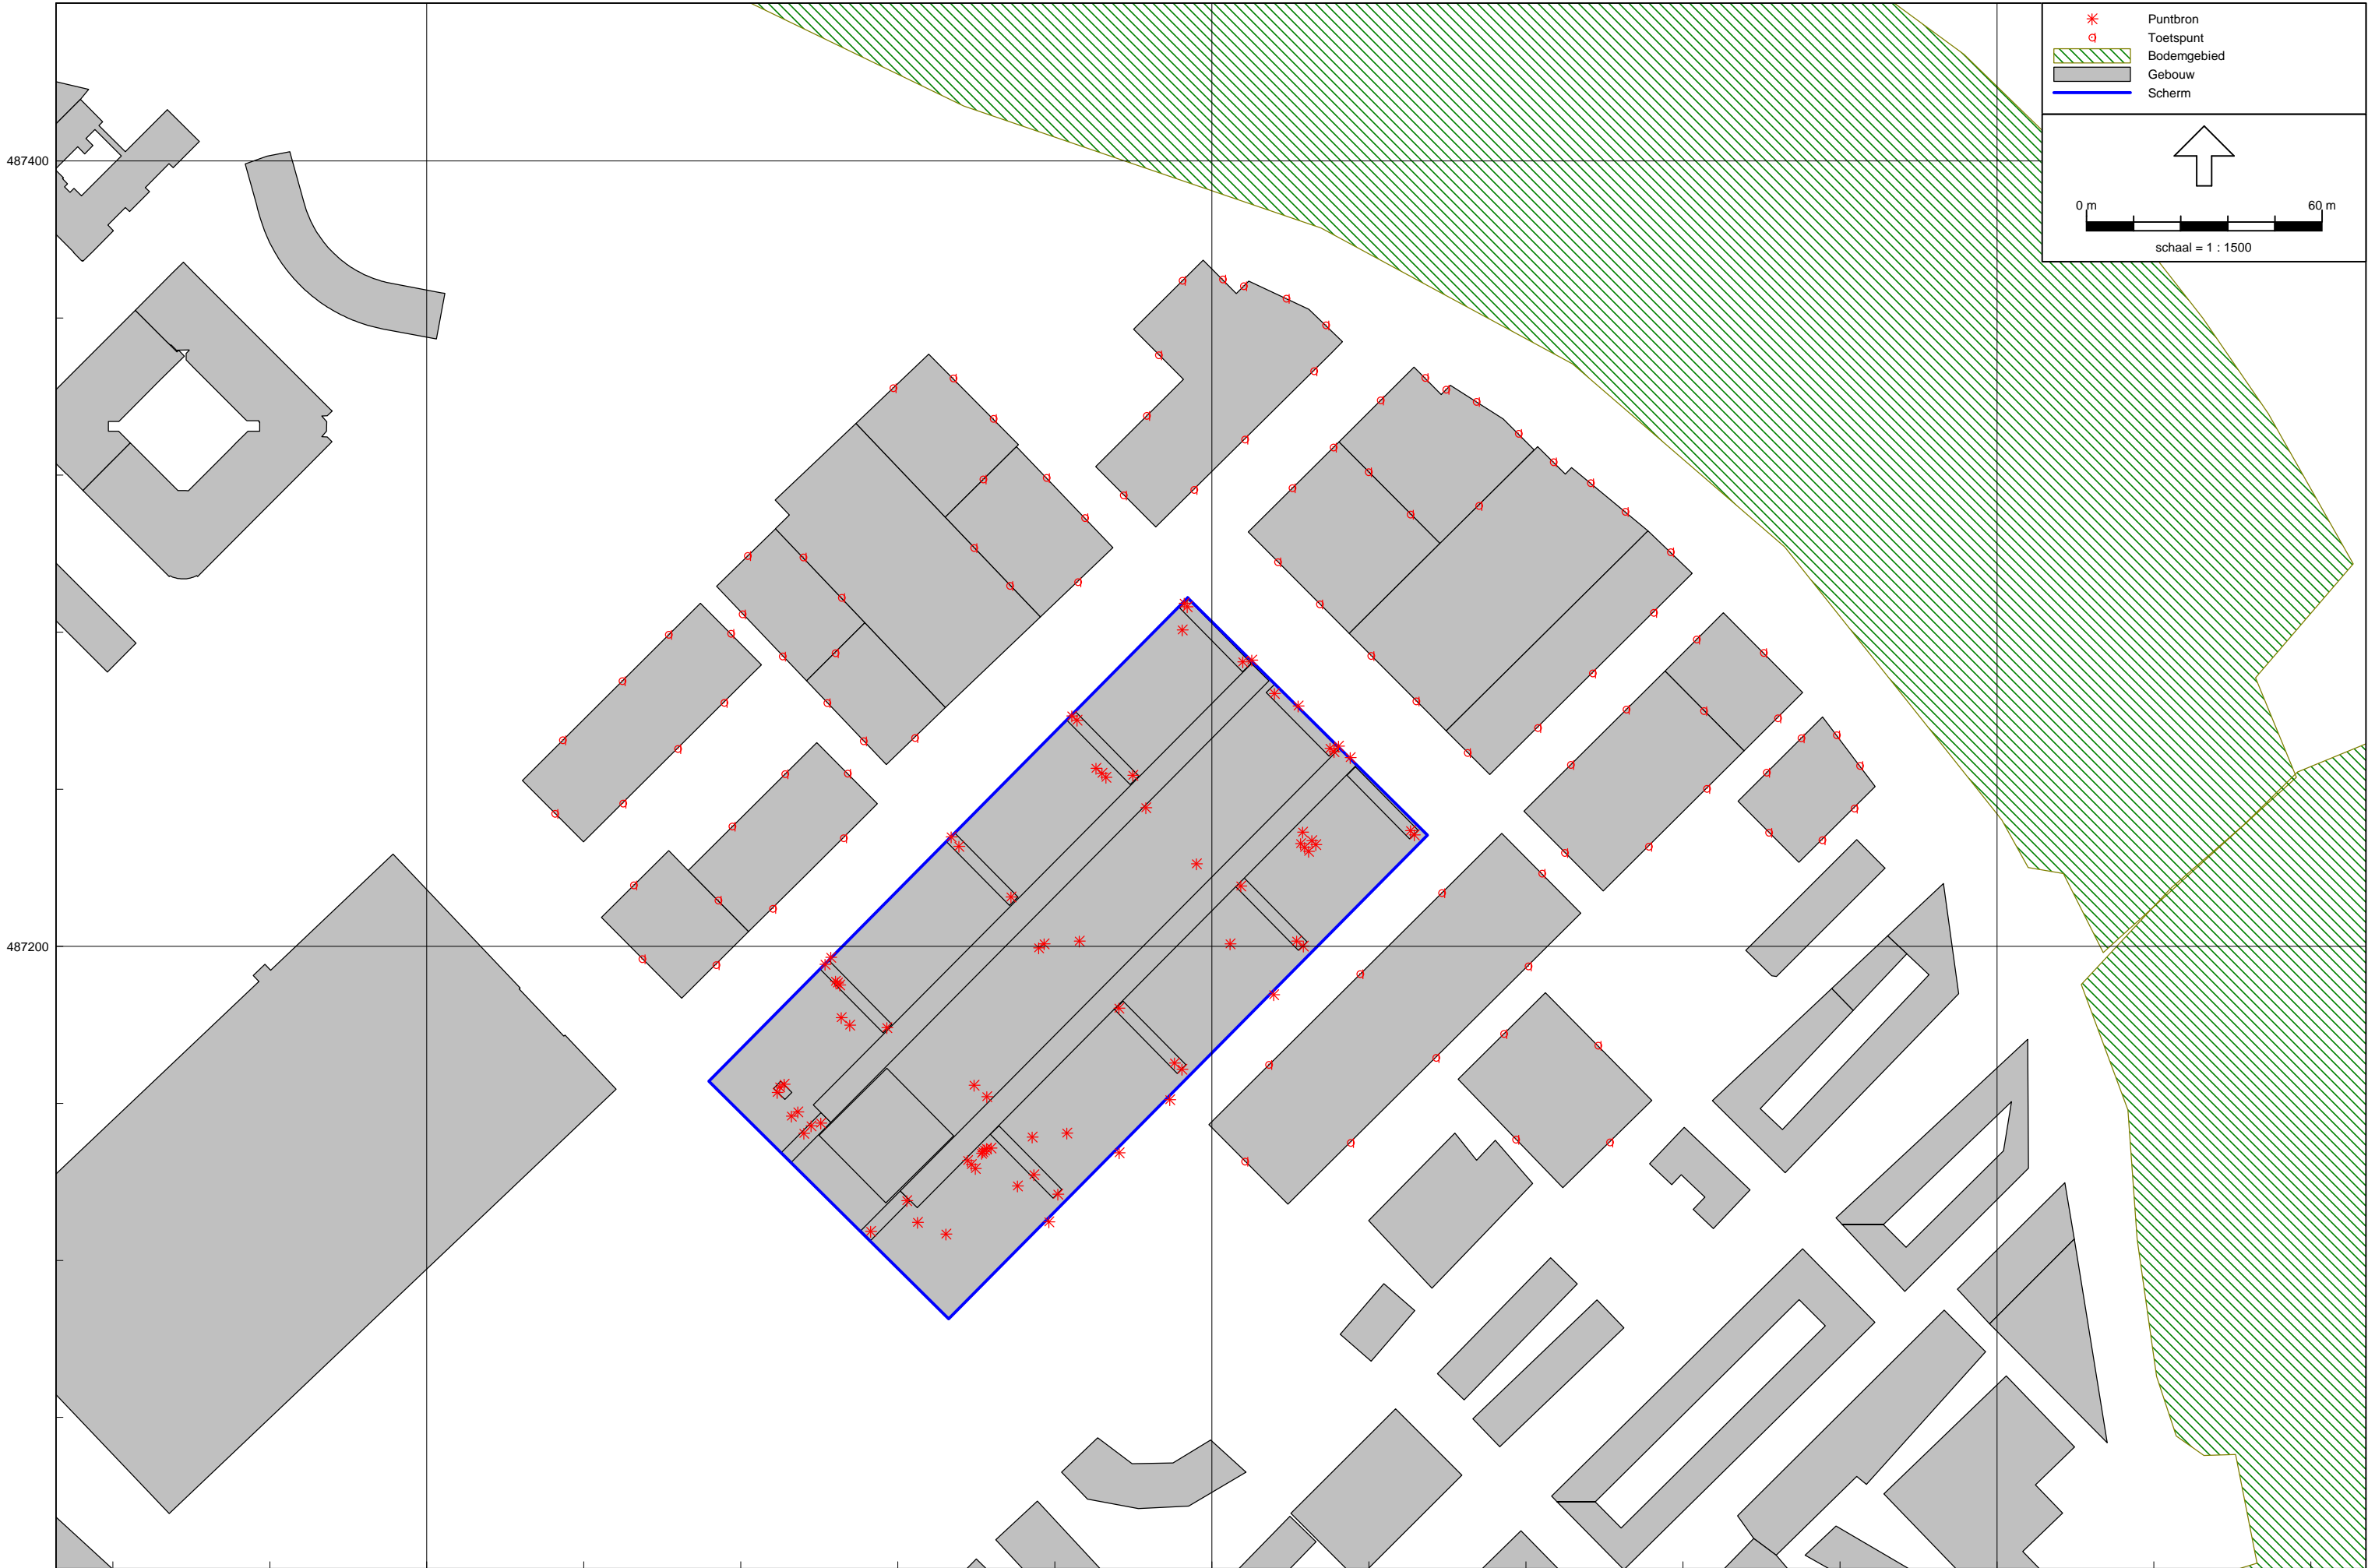 Puntbron
Toetspunt
Bodemgebied
Gebouw
Scherm
487400
0 m 60 m
schaal = 1 : 1500
487200